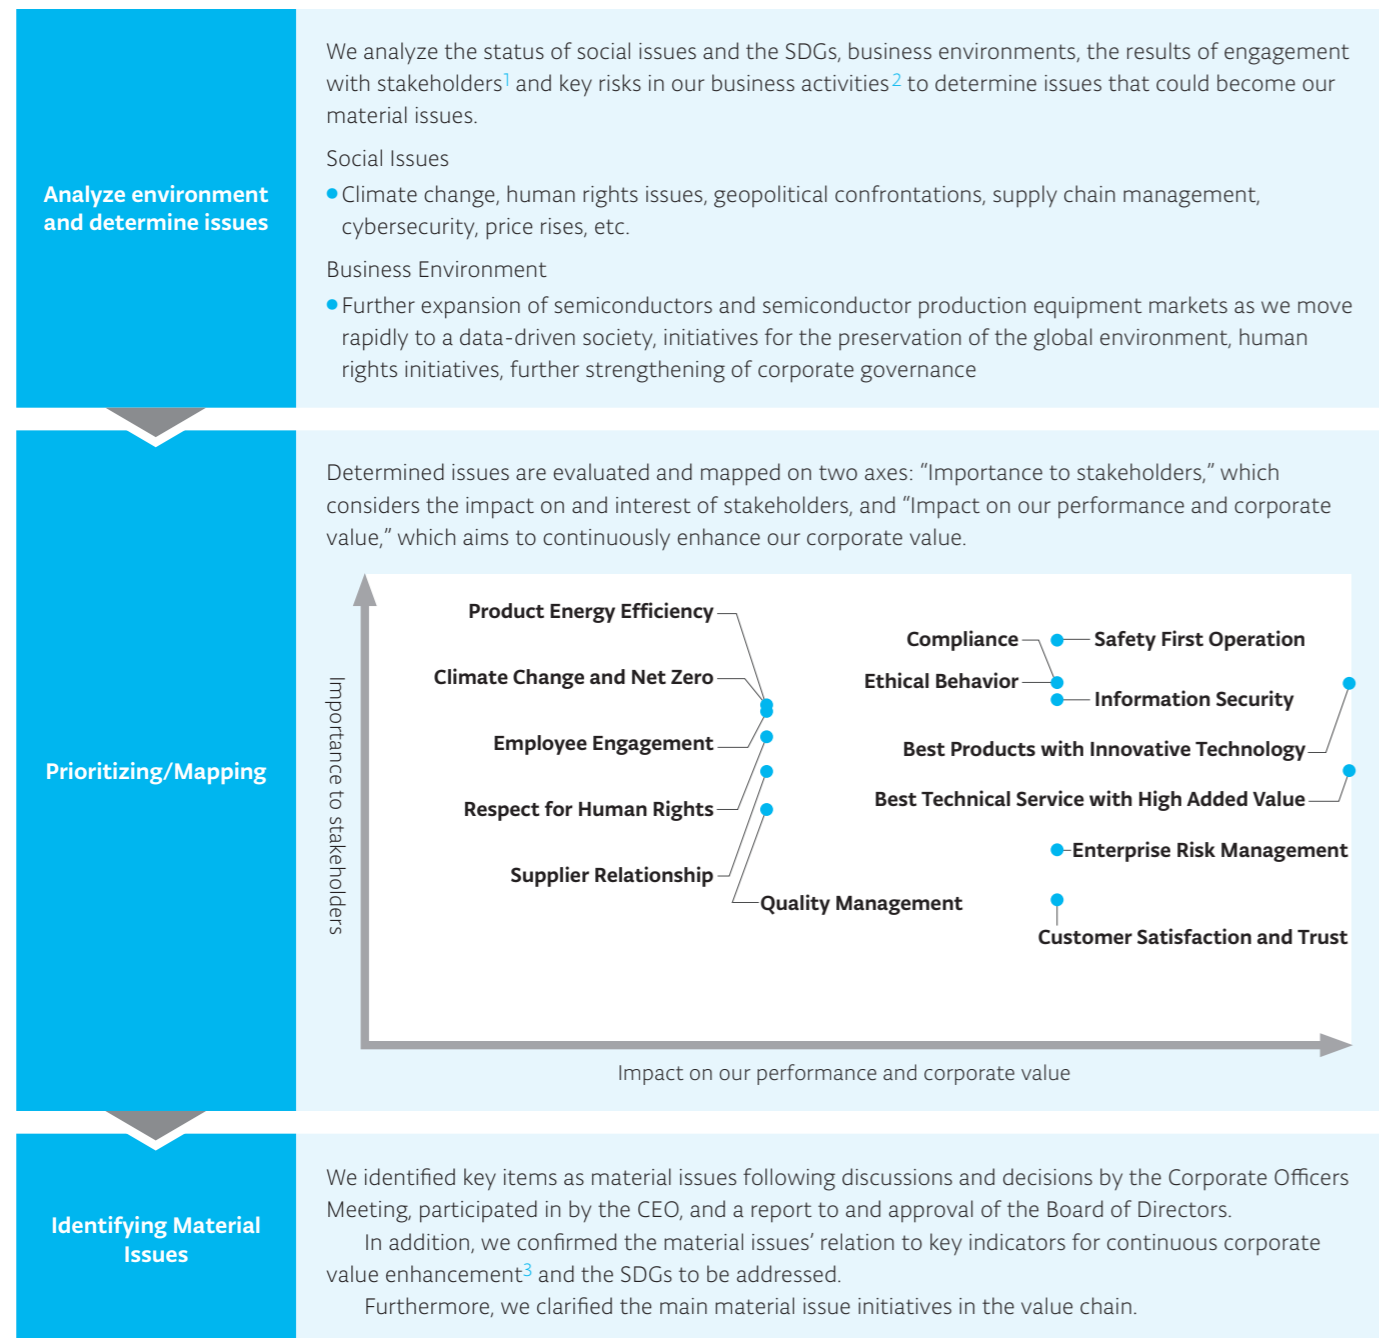 Analyze environment
and determine issues
We analyze the status of social issues and the SDGs, business environments, the results of engagement
with stakeholders1 and key risks in our business activities2 to determine issues that could become our
material issues.
Social Issues
● Climate change, human rights issues, geopolitical confrontations, supply chain management,
cybersecurity, price rises, etc.
Business Environment
● Further expansion of semiconductors and semiconductor production equipment markets as we move
rapidly to a data-driven society, initiatives for the preservation of the global environment, human
rights initiatives, further strengthening of corporate governance
Prioritizing/Mapping
Determined issues are evaluated and mapped on two axes: “Importance to stakeholders,” which
considers the impact on and interest of stakeholders, and “Impact on our performance and corporate
value,” which aims to continuously enhance our corporate value.
Importance to stakeholders
Product Energy Efficiency
Climate Change and Net Zero
Employee Engagement
Respect for Human Rights
Supplier Relationship
Quality Management
Compliance
Safety First Operation
Ethical Behavior
Information Security
Best Products with Innovative Technology
Best Technical Service with High Added Value
Enterprise Risk Management
Customer Satisfaction and Trust
Impact on our performance and corporate value
Identifying Material
Issues
We identified key items as material issues following discussions and decisions by the Corporate Officers
Meeting, participated in by the CEO, and a report to and approval of the Board of Directors.
In addition, we confirmed the material issues’ relation to key indicators for continuous corporate
value enhancement3 and the SDGs to be addressed.
Furthermore, we clarified the main material issue initiatives in the value chain.